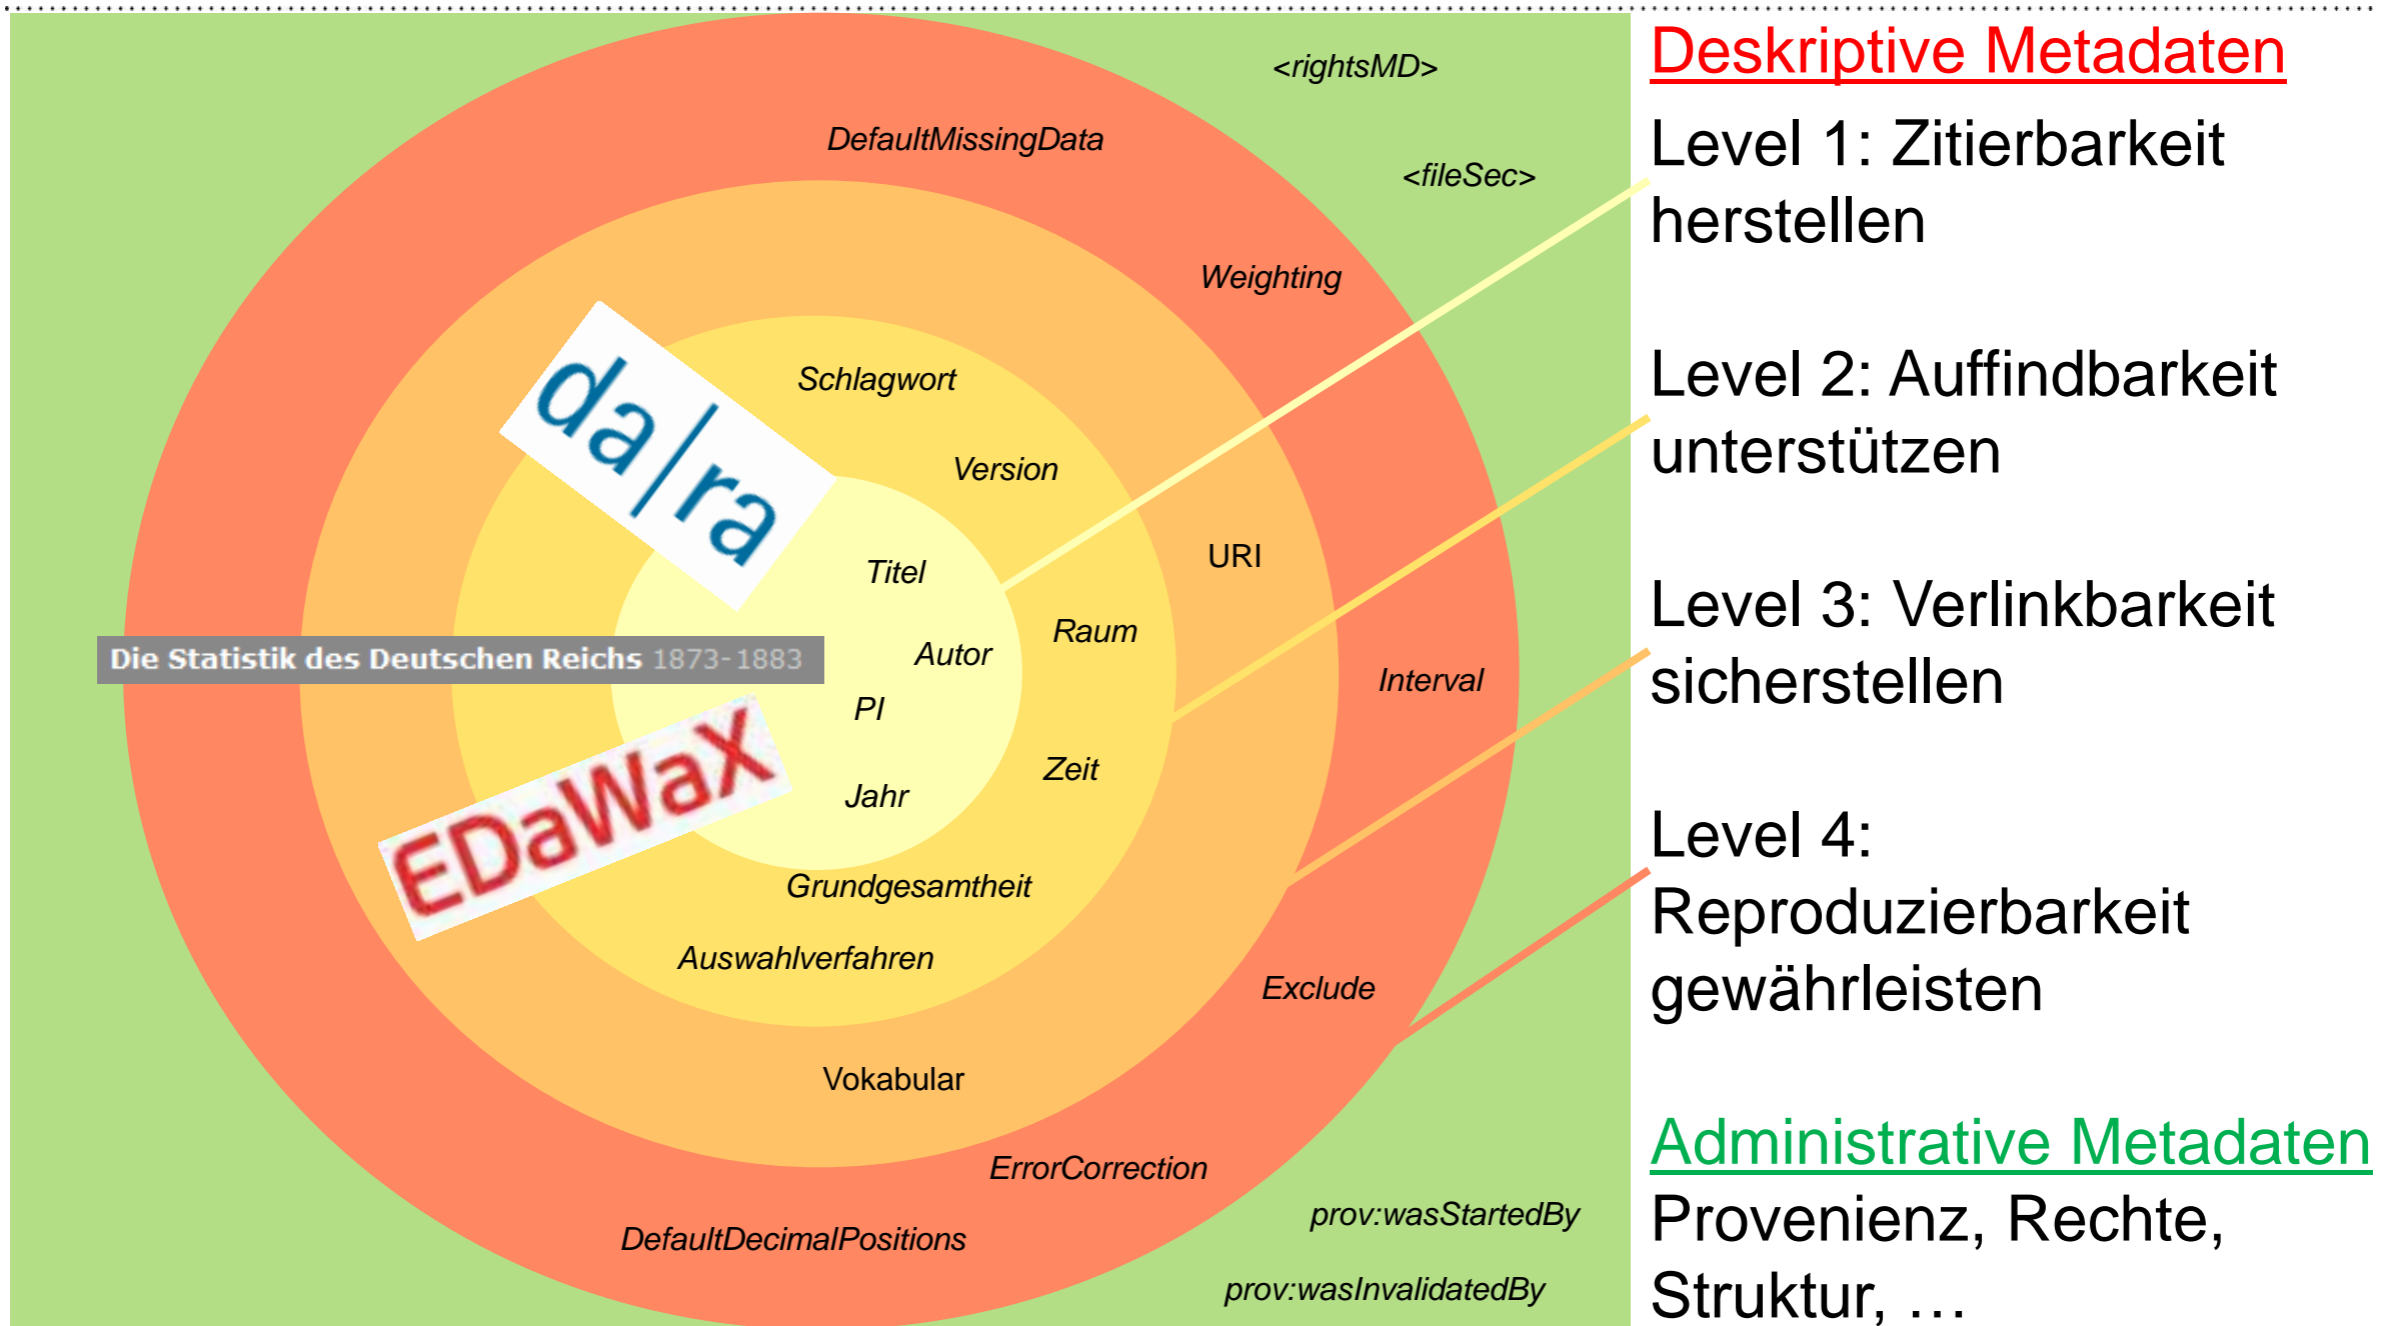 <rightsMD>
DefaultMissingData
<fileSec>
Weighting
da|ra
Schlagwort
Version
URI
Titel
Raum
Autor
Die Statistik des Deutschen Reichs 1873-1883
Interval
PI
EDaWaX
Zeit
Jahr
Grundgesamtheit
Auswahlverfahren
Exclude
Vokabular
ErrorCorrection
DefaultDecimalPositions
prov:wasStartedBy
prov:wasInvalidatedBy
Deskriptive Metadaten
Level 1: Zitierbarkeit
herstellen
Level 2: Auffindbarkeit
unterstützen
Level 3: Verlinkbarkeit
sicherstellen
Level 4:
Reproduzierbarkeit
gewährleisten
Administrative Metadaten
Provenienz, Rechte,
Struktur, …